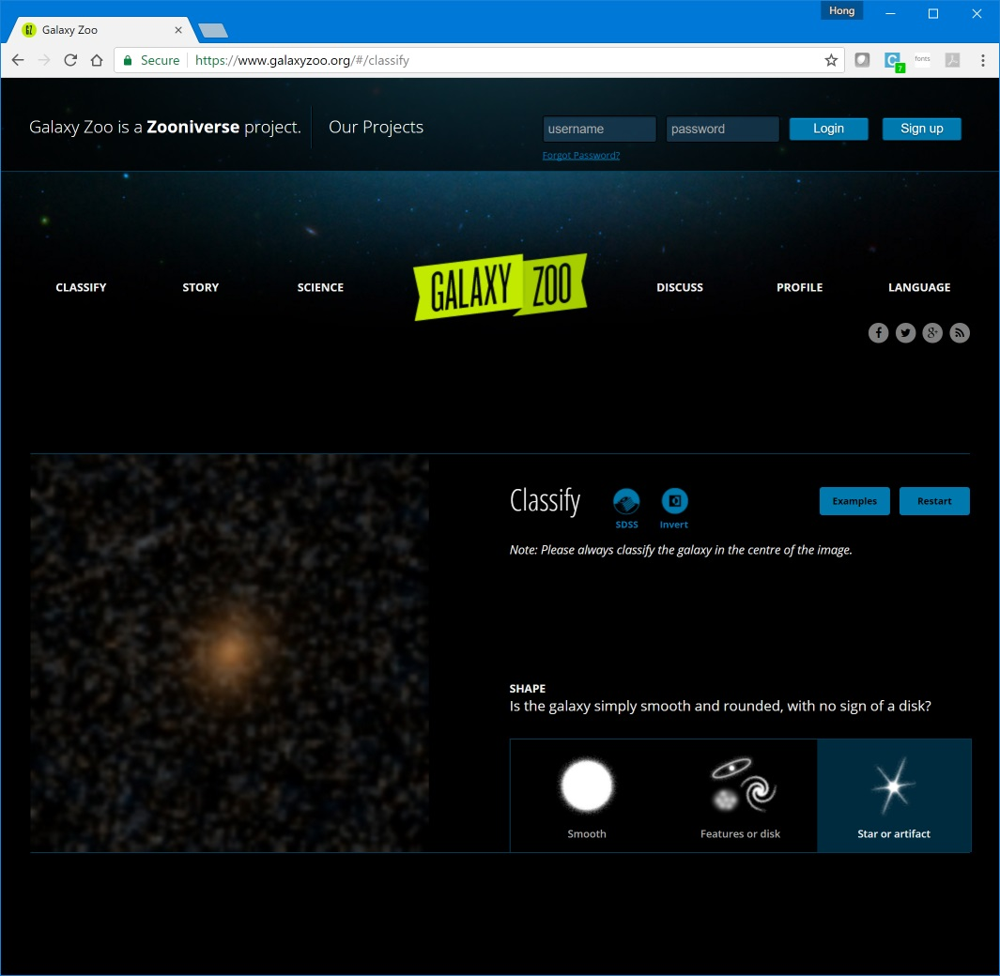 Hong
GZ Galaxy Zoo
Secure https://www.galaxyzoo.org/#/classify
C 7 fonts
Galaxy Zoo is a Zooniverse project. Our Projects username password Login Sign up
Forgot Password?
CLASSIFY STORY SCIENCE GALAXY ZOO DISCUSS PROFILE LANGUAGE
Classify SDSS Invert Examples Restart
Note: Please always classify the galaxy in the centre of the image.
SHAPE
Is the galaxy simply smooth and rounded, with no sign of a disk?
Smooth Features or disk Star or artifact